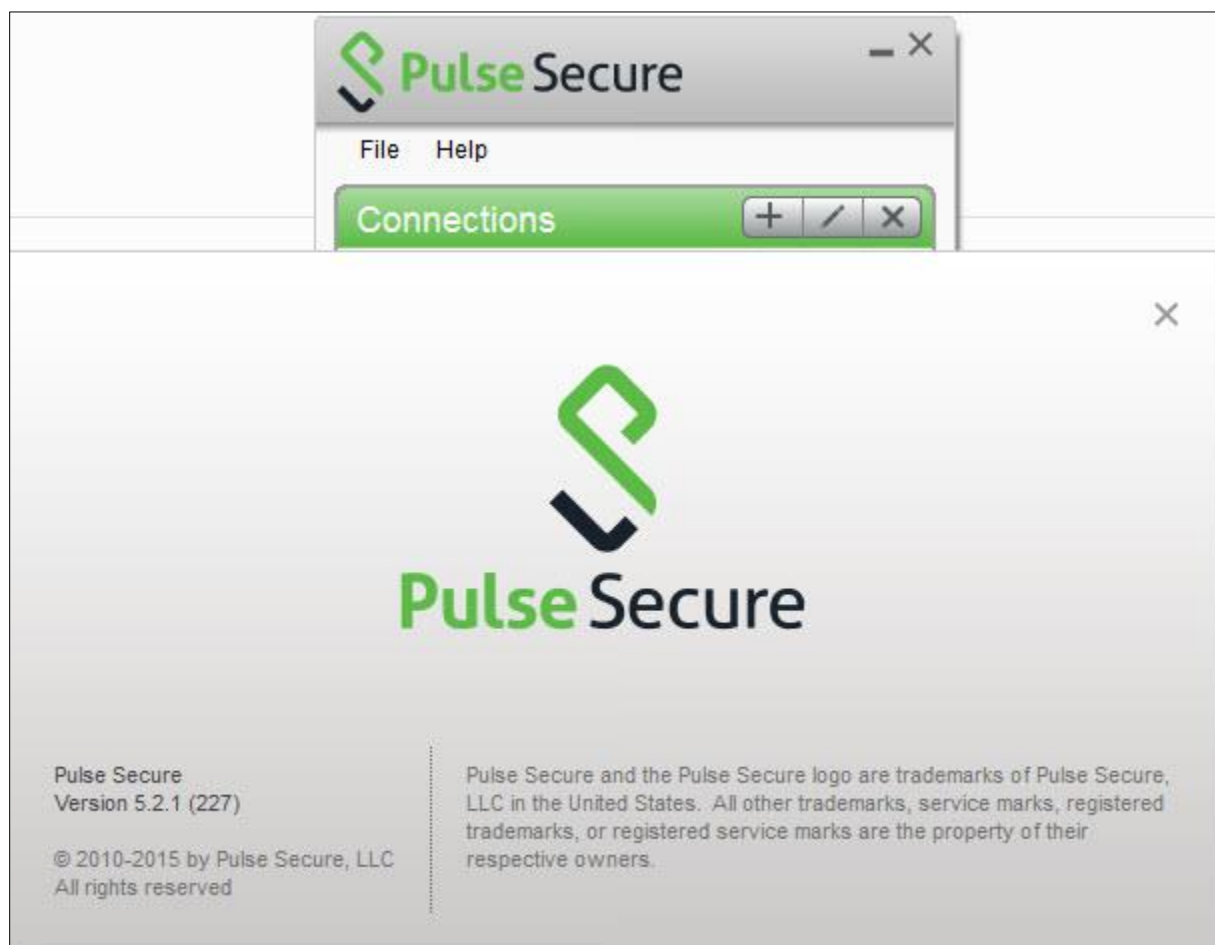 Pulse Secure
File Help
Connections
Pulse Secure
Pulse Secure
Version 5.2.1 (227)
© 2010-2015 by Pulse Secure, LLC
All rights reserved
Pulse Secure and the Pulse Secure logo are trademarks of Pulse Secure,
LLC in the United States. All other trademarks, service marks, registered
trademarks, or registered service marks are the property of their
respective owners.